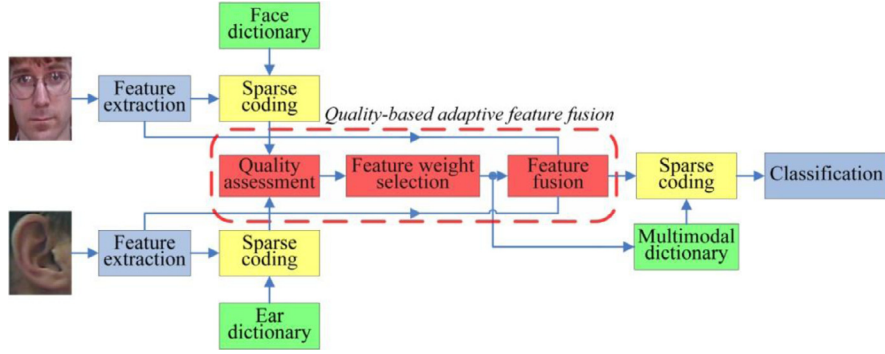 Face
dictionary
Feature
extraction
Sparse
coding
Quality-based adaptive feature fusion
Quality
assessment
Feature weight
selection
Feature
fusion
Sparse
coding
Classification
Feature
extraction
Sparse
coding
Multimodal
dictionary
Ear
dictionary